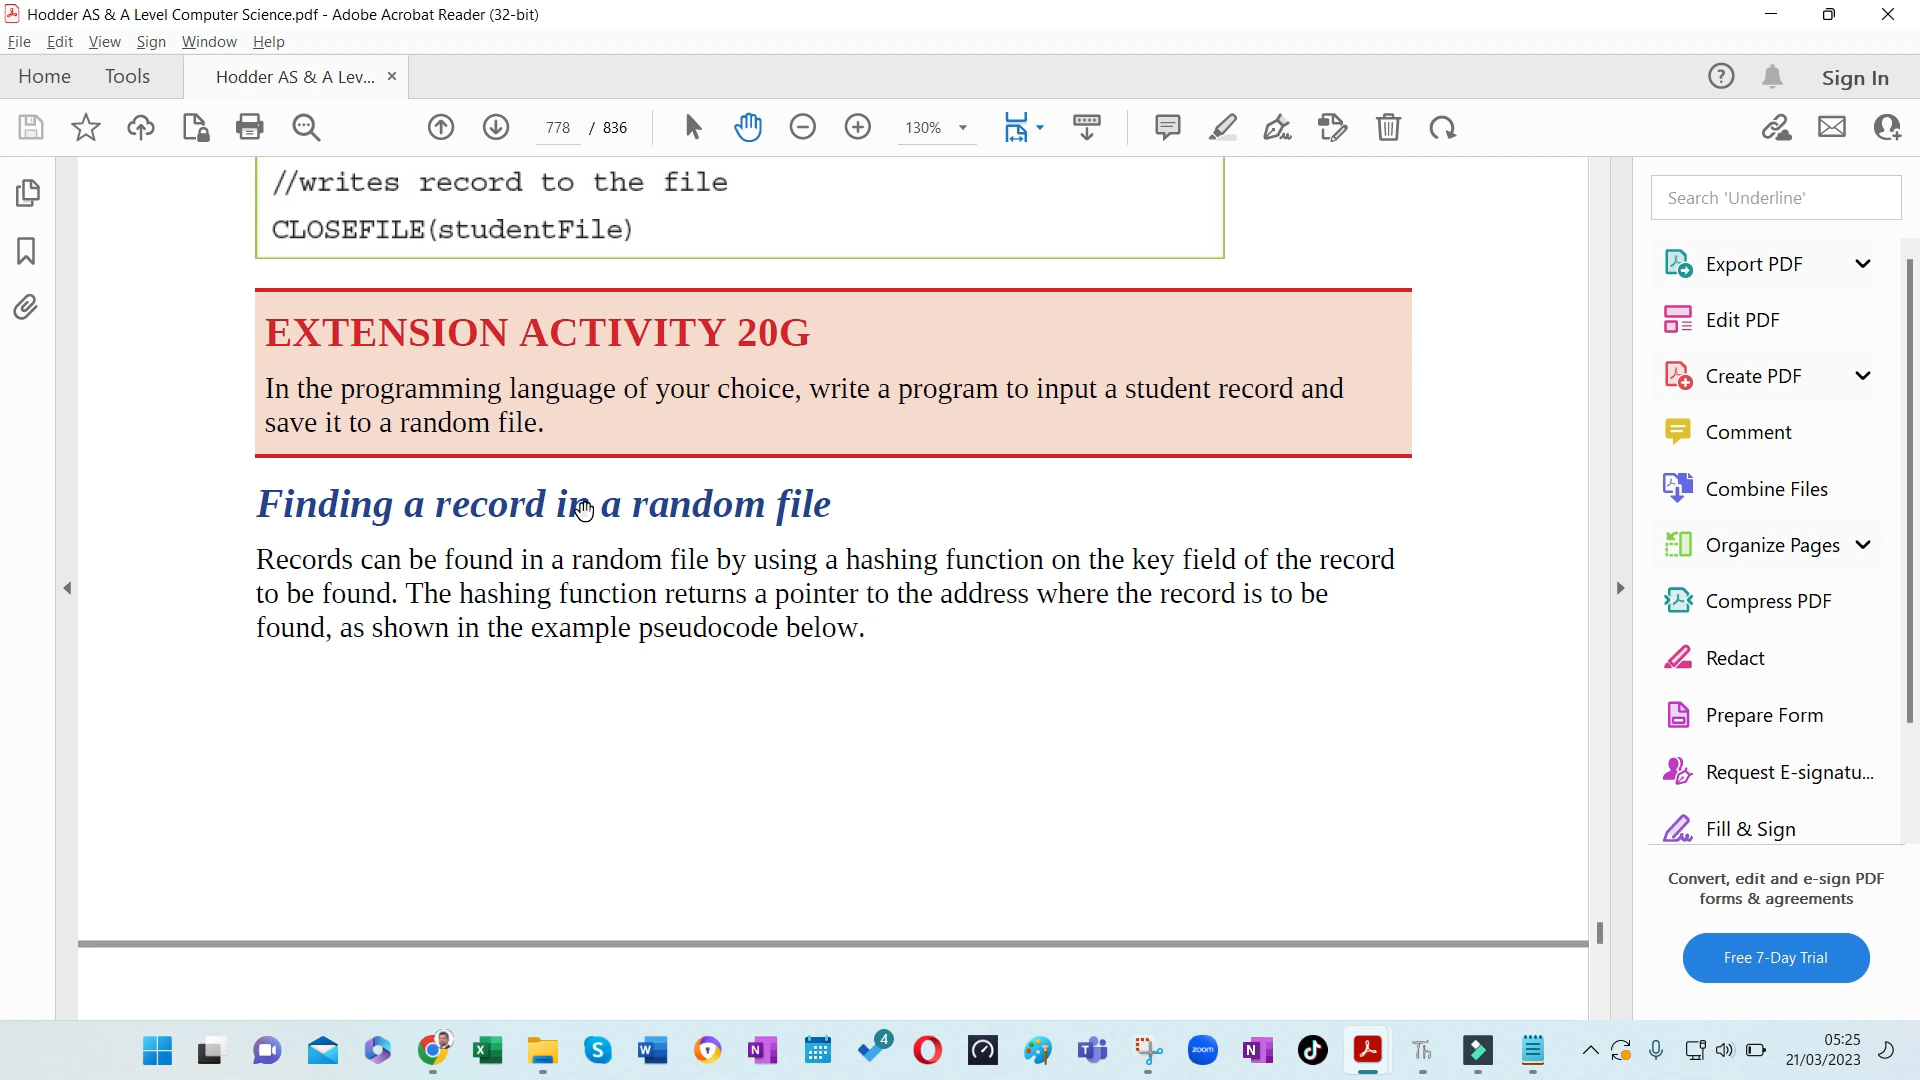 Hodder AS & A Level Computer Science.pdf - Adobe Acrobat Reader (32-bit)
File Edit View Sign Window Help
Home Tools Hodder AS & A Lev... × Sign In
778 / 836 130%
//writes record to the file
CLOSEFILE(studentFile)
EXTENSION ACTIVITY 20G
In the programming language of your choice, write a program to input a student record and
save it to a random file.
Finding a record in a random file
Records can be found in a random file by using a hashing function on the key field of the record
to be found. The hashing function returns a pointer to the address where the record is to be
found, as shown in the example pseudocode below.
Search 'Underline'
Export PDF
Edit PDF
Create PDF
Comment
Combine Files
Organize Pages
Compress PDF
Redact
Prepare Form
Request E-signatu...
Fill & Sign
Convert, edit and e-sign PDF
forms & agreements
Free 7-Day Trial
4
zoom
Th
05:25
21/03/2023